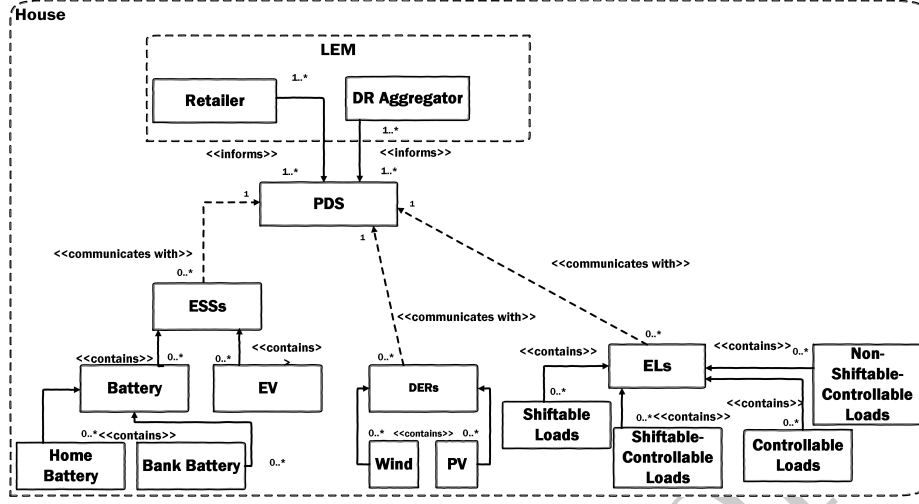 House
LEM
Retailer
1..*
DR Aggregator
1..*
<<informs>>
<<informs>>
1..*
1..*
PDS
1
1
1
<<communicates with>>
<<communicates with>>
<<communicates with>>
0..*
ESSs
0..*
0..*
ELs
<<contains>>
0..*
0..*
<<contains>
>
Battery
EV
DERs
<<contains>>
<<contains>>
0..*
Non-
Shiftable-
Controllable
Loads
0..*
Shiftable
Loads
0..*
<<contains>>
<<contains>>
0..*
0..*
<<contains>>
0..*
<<contains>>
0..*
Home
Battery
Bank Battery
0..*
Wind
PV
Shiftable-
Controllable
Loads
Controllable
Loads